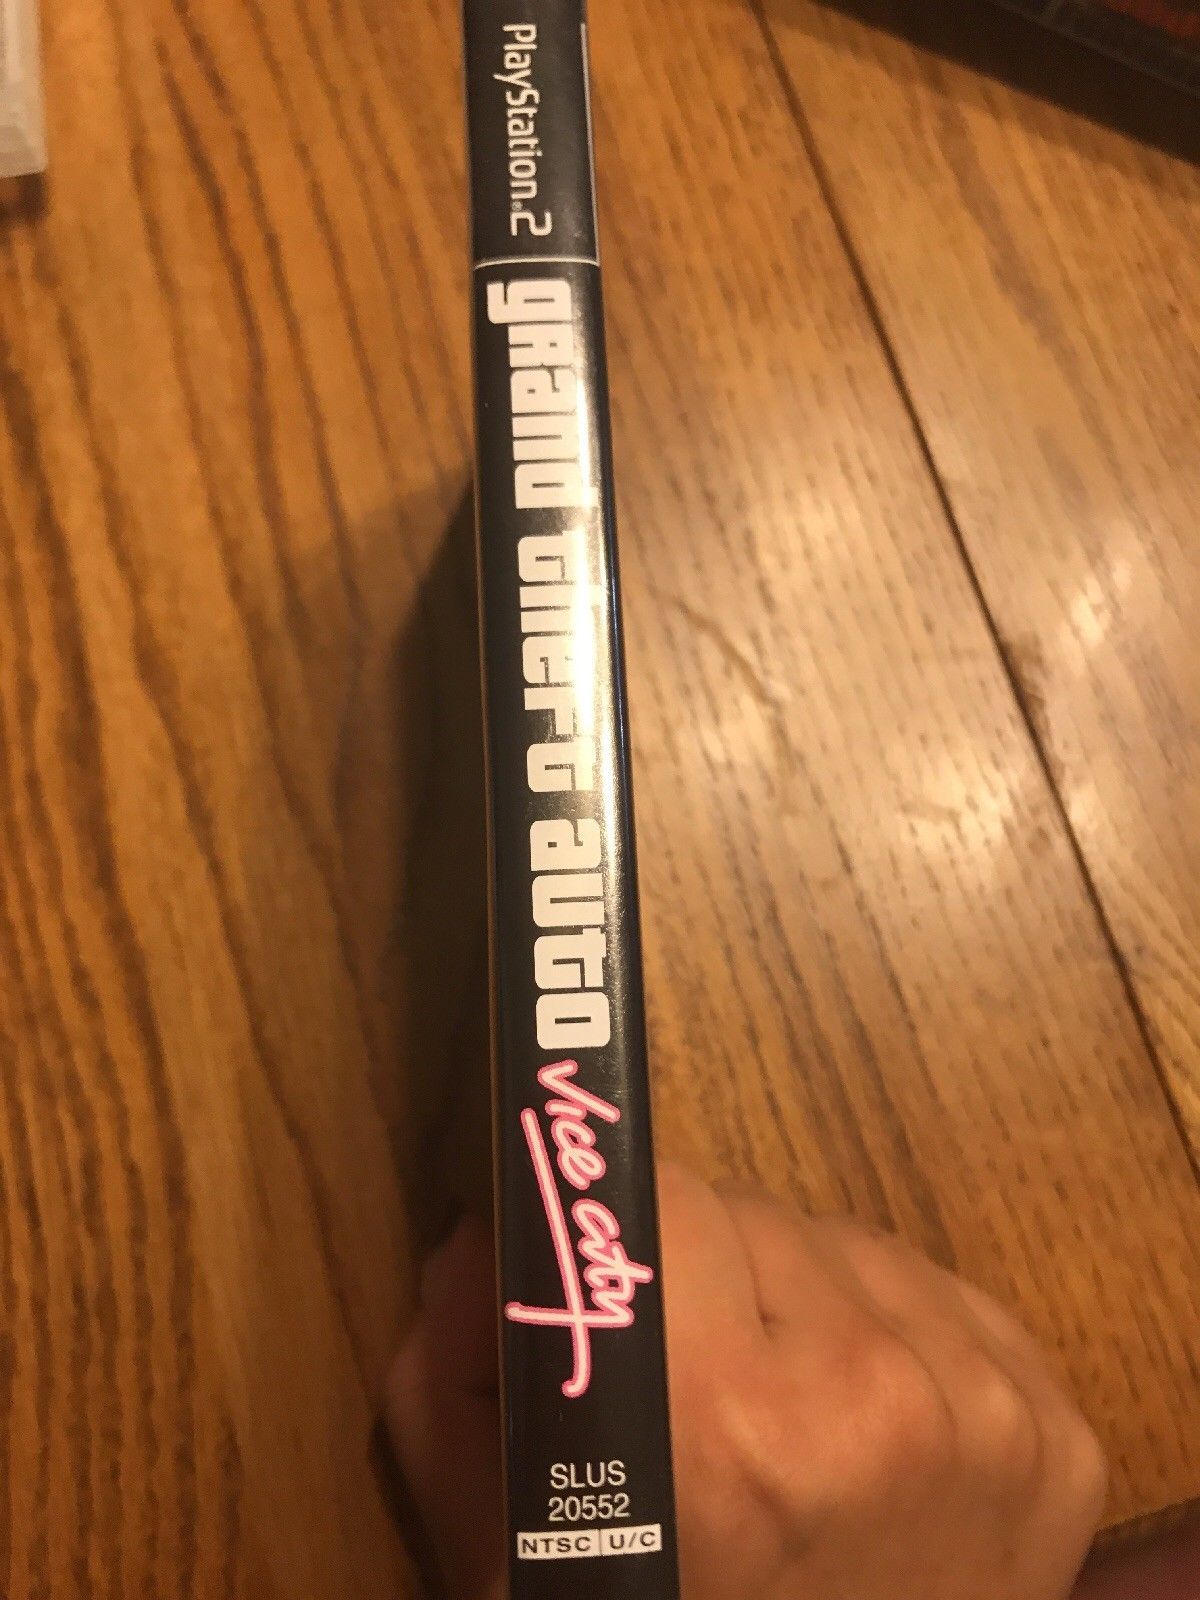 PlayStation®2
grand theft auto
vice city
SLUS
20552
NTSC U/C